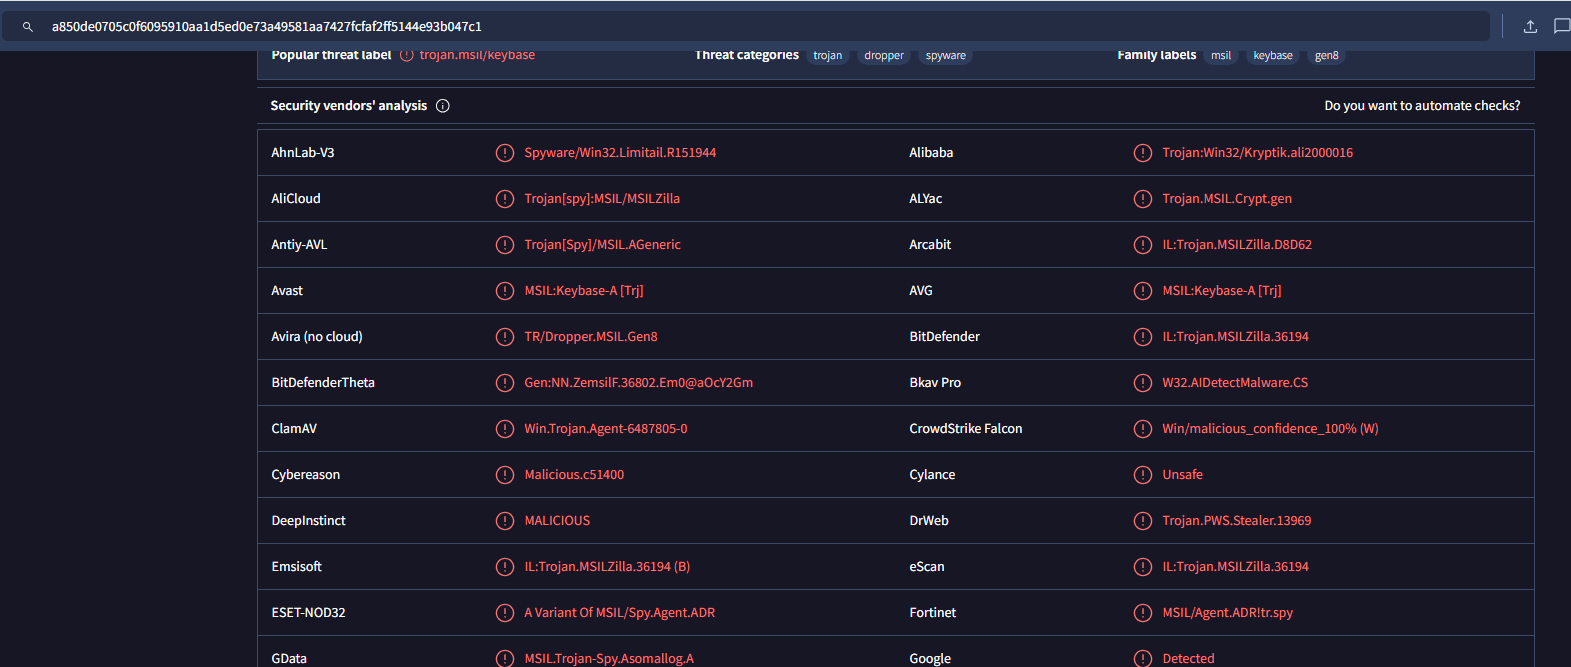 a850de0705c0f6095910aa1d5ed0e73a49581aa7427fcfaf2ff5144e93b047c1
Popular threat label trojan.msil/keybase Threat categories trojan dropper spyware Family labels msil keybase gen8
Security vendors' analysis Do you want to automate checks?
AhnLab-V3 Spyware/Win32.Limitail.R151944 Alibaba Trojan:Win32/Kryptik.ali2000016
AliCloud Trojan[spy]:MSIL/MSILZilla ALYac Trojan.MSIL.Crypt.gen
Antiy-AVL Trojan[Spy]/MSIL.AGeneric Arcabit IL:Trojan.MSILZilla.D8D62
Avast MSIL:Keybase-A [Trj] AVG MSIL:Keybase-A [Trj]
Avira (no cloud) TR/Dropper.MSIL.Gen8 BitDefender IL:Trojan.MSILZilla.36194
BitDefenderTheta Gen:NN.ZemsilF.36802.Em0@aOcY2Gm Bkav Pro W32.AIDetectMalware.CS
ClamAV Win.Trojan.Agent-6487805-0 CrowdStrike Falcon Win/malicious_confidence_100% (W)
Cybereason Malicious.c51400 Cylance Unsafe
DeepInstinct MALICIOUS DrWeb Trojan.PWS.Stealer.13969
Emsisoft IL:Trojan.MSILZilla.36194 (B) eScan IL:Trojan.MSILZilla.36194
ESET-NOD32 A Variant Of MSIL/Spy.Agent.ADR Fortinet MSIL/Agent.ADR!tr.spy
GData MSIL.Trojan-Spy.Asomallog.A Google Detected